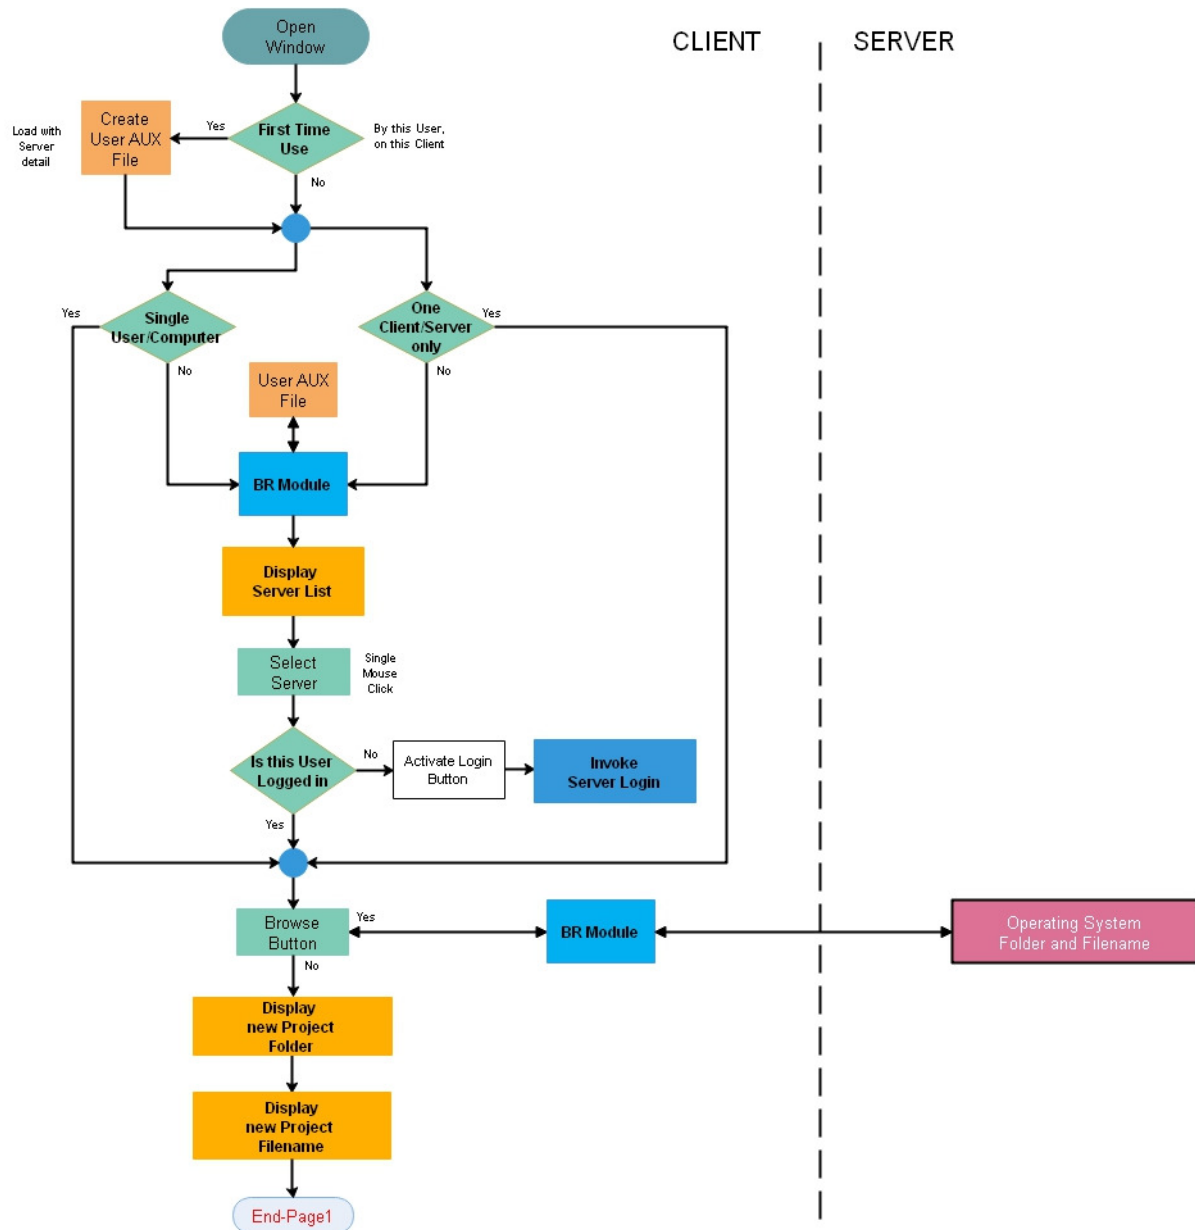 Open
Window
CLIENT
SERVER
Create
User AUX
File
Yes
First Time
Use
By this User,
on this Client
Load with
Server
detail
No
Yes
Single
User/Computer
One
Client/Server
only
Yes
No
No
User AUX
File
BR Module
Display
Server List
Select
Server
Single
Mouse
Click
Is this User
Logged in
No
Activate Login
Button
Invoke
Server Login
Yes
Browse
Button
Yes
BR Module
Operating System
Folder and Filename
No
Display
new Project
Folder
Display
new Project
Filename
End-Page1